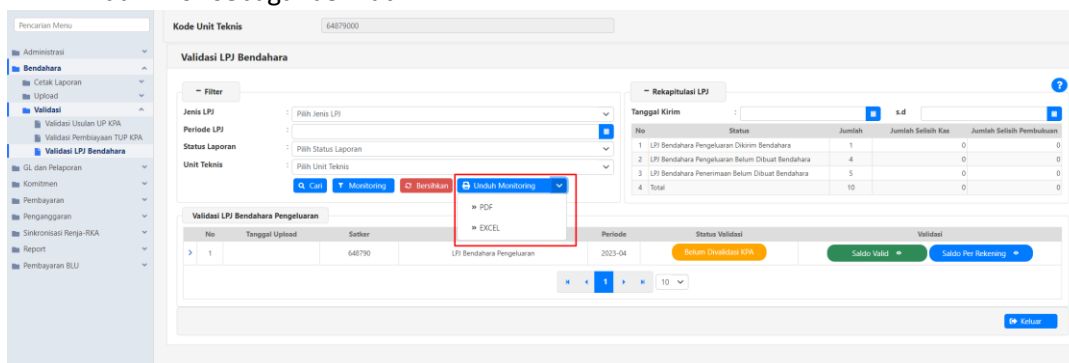 Pencarian Menu
Administrasi
Bendahara
Cetak Laporan
Upload
Validasi
Validasi Usulan UP KPA
Validasi Pembiayaan TUP KPA
Validasi LPJ Bendahara
GL dan Pelaporan
Komitmen
Pembayaran
Penganggaran
Sinkronisasi Renja-RKA
Report
Pembayaran BLU
Kode Unit Teknis 64879000
Validasi LPJ Bendahara
− Filter
Jenis LPJ : Pilih Jenis LPJ
Periode LPJ :
Status Laporan : Pilih Status Laporan
Unit Teknis : Pilih Unit Teknis
Cari Monitoring Bersihkan Unduh Monitoring
» PDF
» EXCEL
− Rekapitulasi LPJ
Tanggal Kirim : s.d
No Status Jumlah Jumlah Selisih Kas Jumlah Selisih Pembukuan
1 LPJ Bendahara Pengeluaran Dikirim Bendahara 1 0 0
2 LPJ Bendahara Pengeluaran Belum Dibuat Bendahara 4 0 0
3 LPJ Bendahara Penerimaan Belum Dibuat Bendahara 5 0 0
4 Total 10 0 0
Validasi LPJ Bendahara Pengeluaran
No Tanggal Upload Satker Periode Status Validasi Validasi
1 648790 LPJ Bendahara Pengeluaran 2023-04 Belum Divalidasi KPA Saldo Valid Saldo Per Rekening
1 10
Keluar